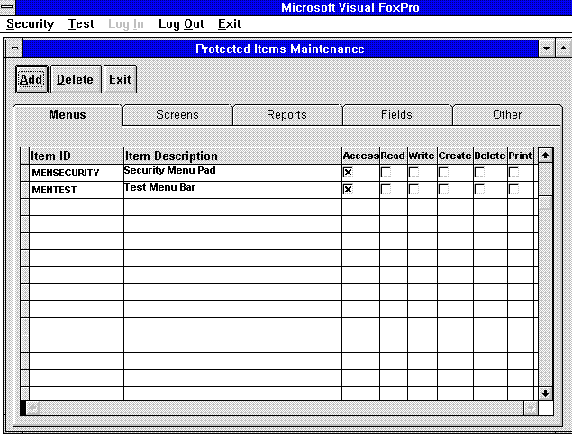 Microsoft Visual FoxPro
Security Test Log In Log Out Exit
Protected Items Maintenance
Add Delete Exit
Menus Screens Reports Fields Other
Item ID Item Description Access Read Write Create Delete Print
MENSECURITY Security Menu Pad
MENTEST Test Menu Bar